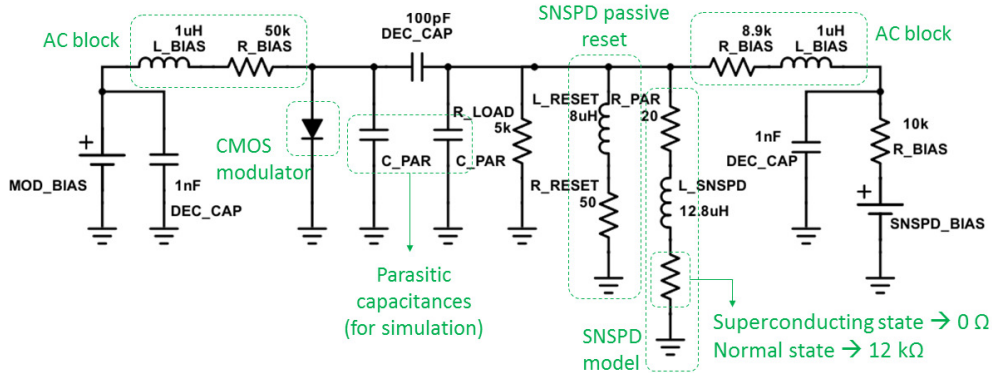 100pF
DEC_CAP
SNSPD passive
reset
AC block
1uH
L_BIAS
50k
R_BIAS
8.9k
R_BIAS
1uH
L_BIAS
AC block
L_RESET
8uH
R_PAR
20
R_LOAD
5k
10k
R_BIAS
+
MOD_BIAS
1nF
DEC_CAP
CMOS
modulator
C_PAR
C_PAR
R_RESET
50
L_SNSPD
12.8uH
1nF
DEC_CAP
+
SNSPD_BIAS
Parasitic
capacitances
(for simulation)
SNSPD
model
Superconducting state → 0 Ω
Normal state → 12 kΩ